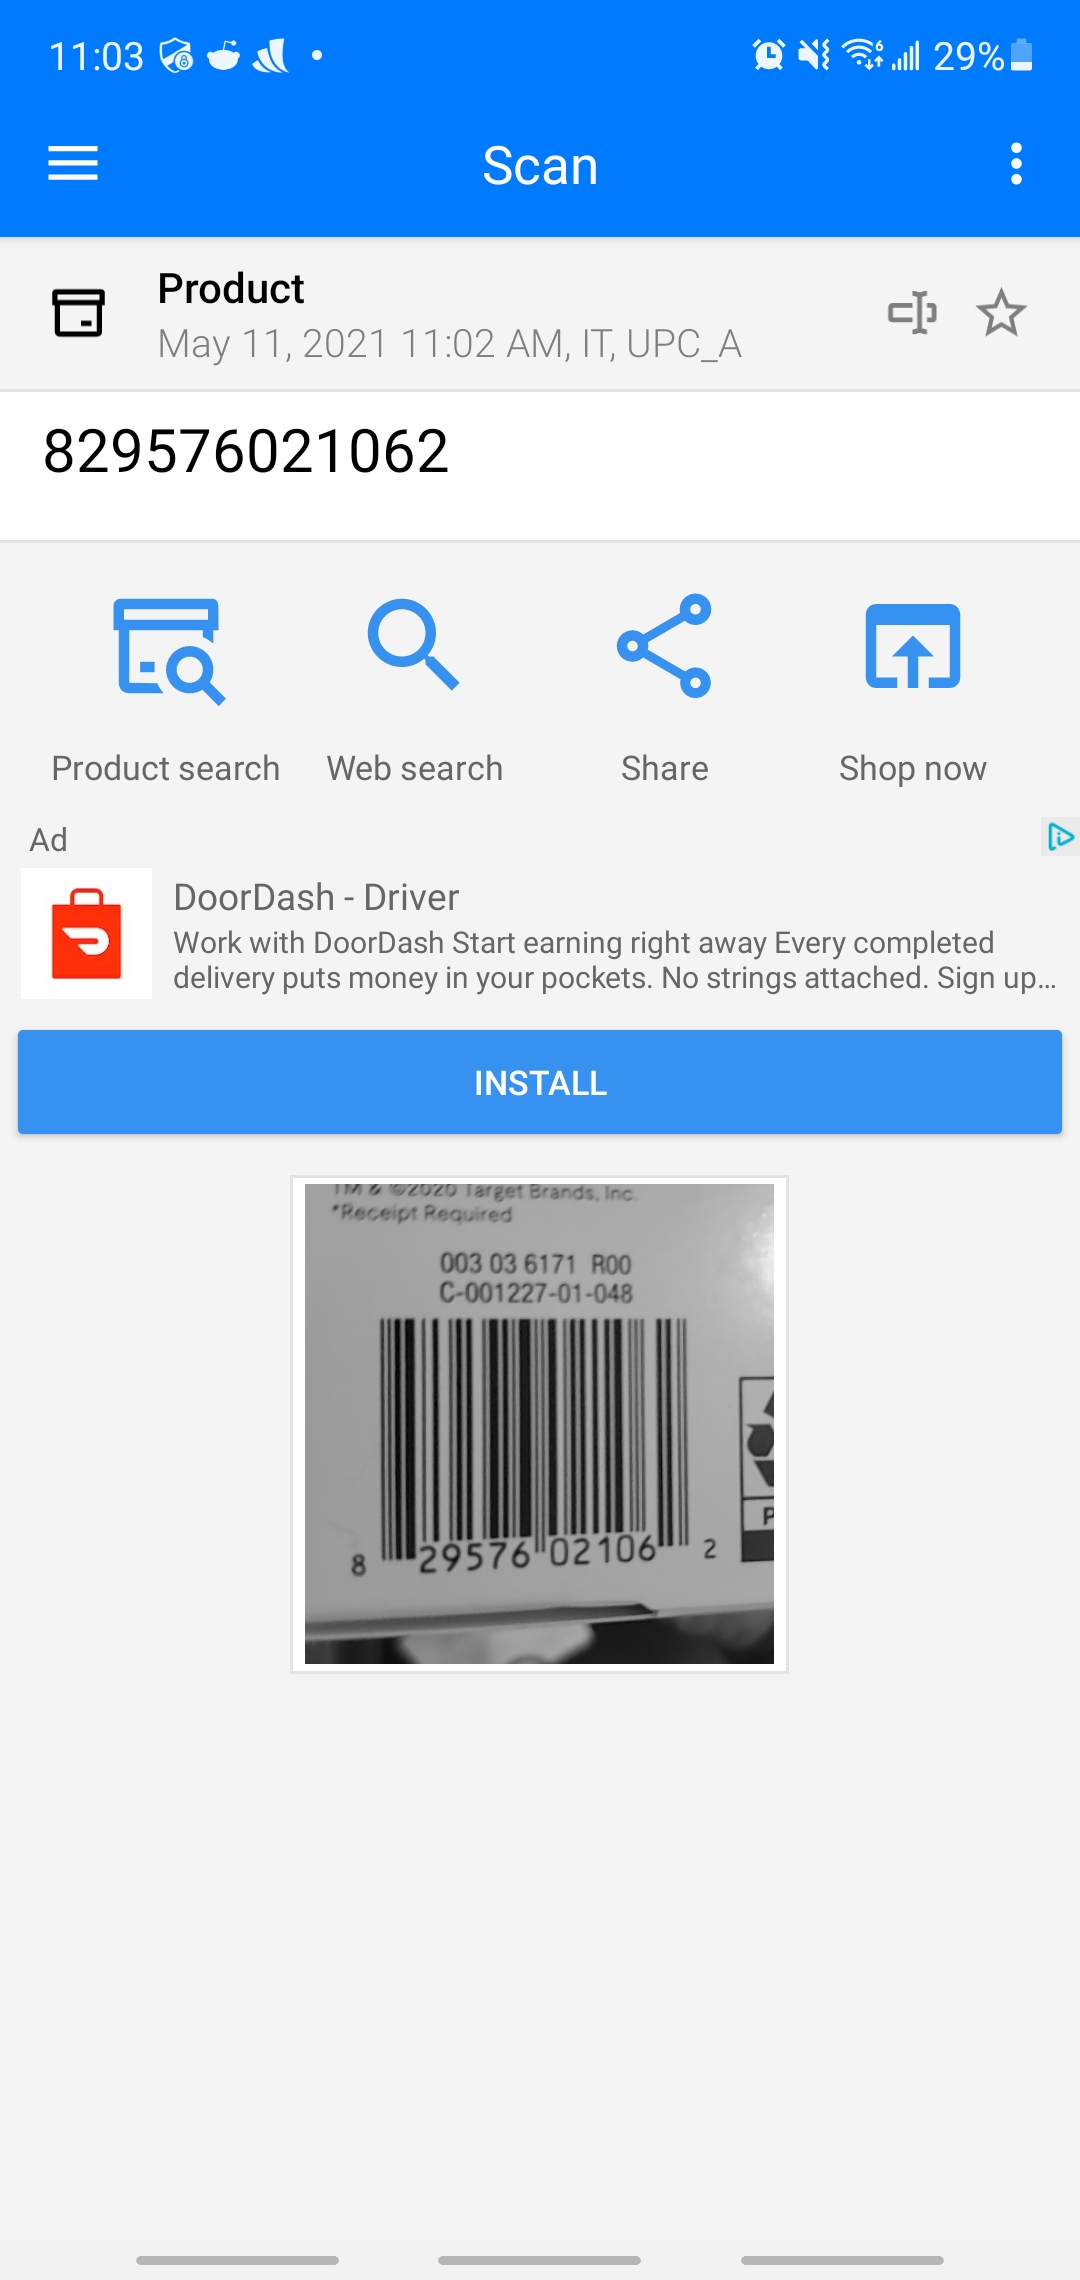 11:03
6
29%
Scan
Product
May 11, 2021 11:02 AM, IT, UPC_A
829576021062
Product search
Web search
Share
Shop now
Ad
DoorDash - Driver
Work with DoorDash Start earning right away Every completed
delivery puts money in your pockets. No strings attached. Sign up...
INSTALL
TM & ©2020 Target Brands, Inc.
*Receipt Required
003 03 6171 R00
C-001227-01-048
8 29576 02106 2
P